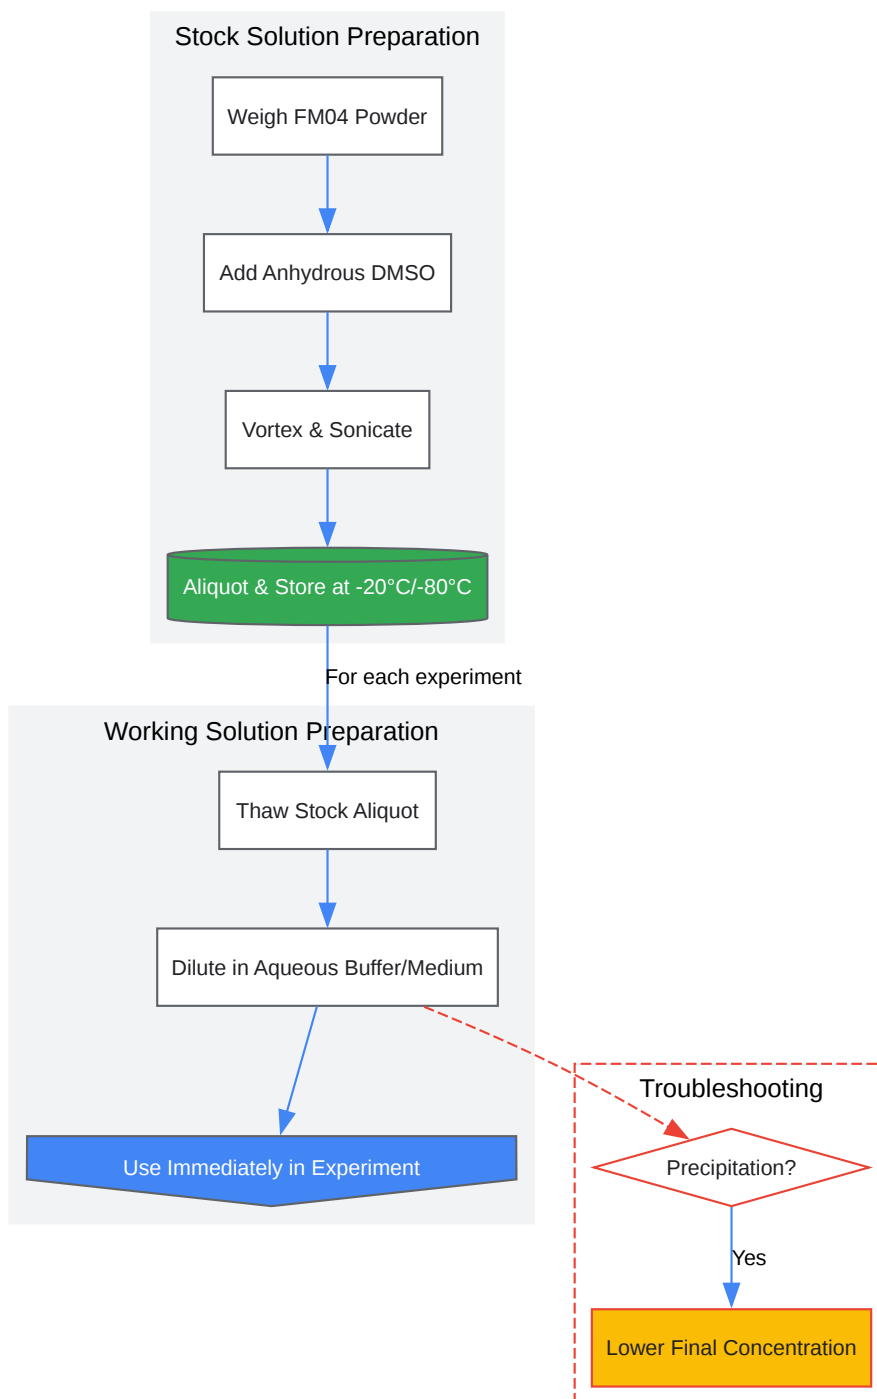 Stock Solution Preparation
Weigh FM04 Powder
Add Anhydrous DMSO
Vortex & Sonicate
Aliquot & Store at -20°C/-80°C
For each experiment
Working Solution Preparation
Thaw Stock Aliquot
Dilute in Aqueous Buffer/Medium
Use Immediately in Experiment
Troubleshooting
Precipitation?
Yes
Lower Final Concentration